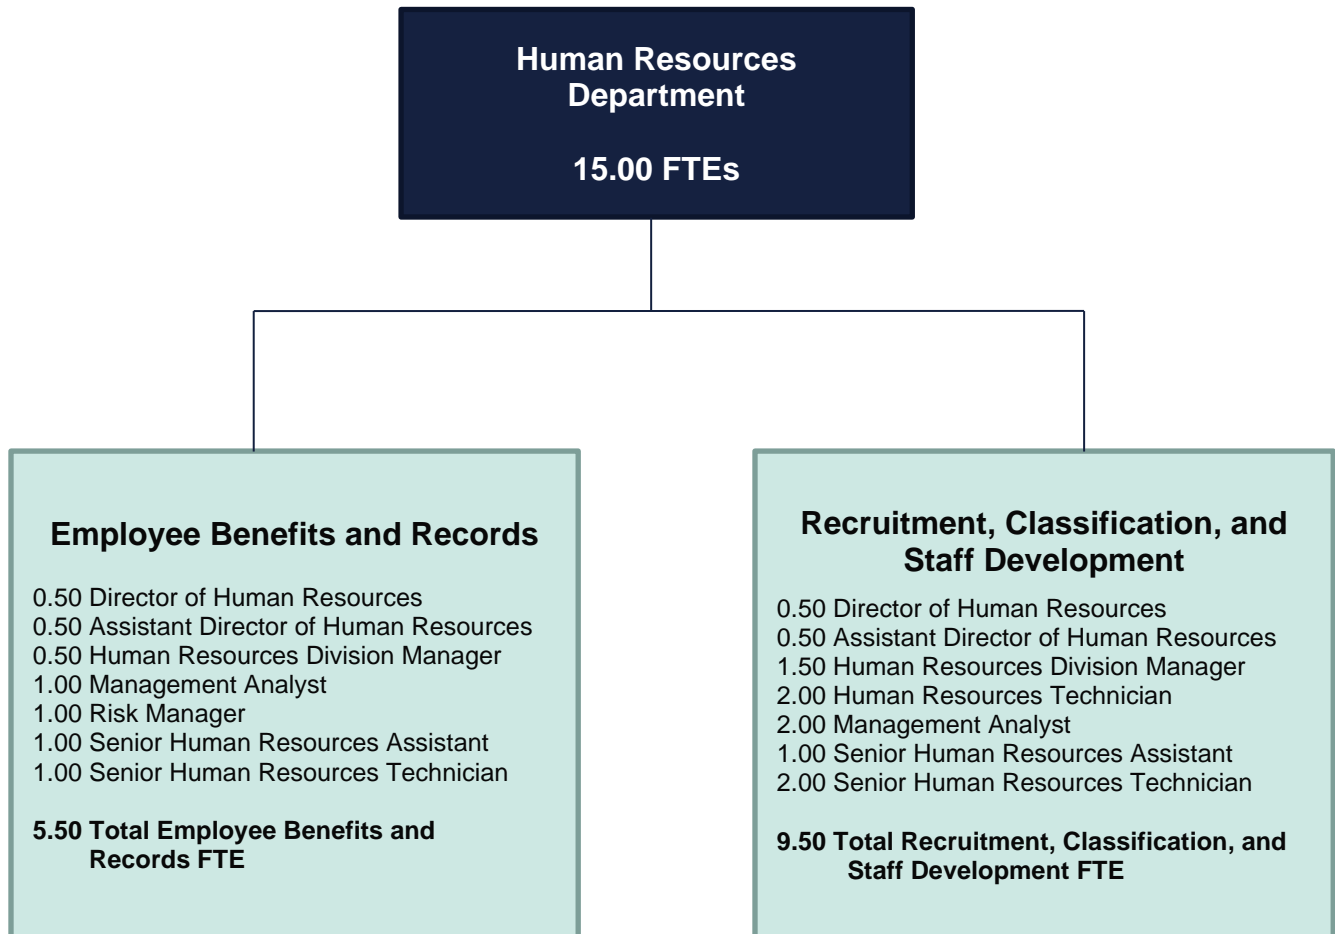 Human Resources
Department
15.00 FTEs
Employee Benefits and Records
0.50 Director of Human Resources
0.50 Assistant Director of Human Resources
0.50 Human Resources Division Manager
1.00 Management Analyst
1.00 Risk Manager
1.00 Senior Human Resources Assistant
1.00 Senior Human Resources Technician
5.50 Total Employee Benefits and
Records FTE
Recruitment, Classification, and
Staff Development
0.50 Director of Human Resources
0.50 Assistant Director of Human Resources
1.50 Human Resources Division Manager
2.00 Human Resources Technician
2.00 Management Analyst
1.00 Senior Human Resources Assistant
2.00 Senior Human Resources Technician
9.50 Total Recruitment, Classification, and
Staff Development FTE